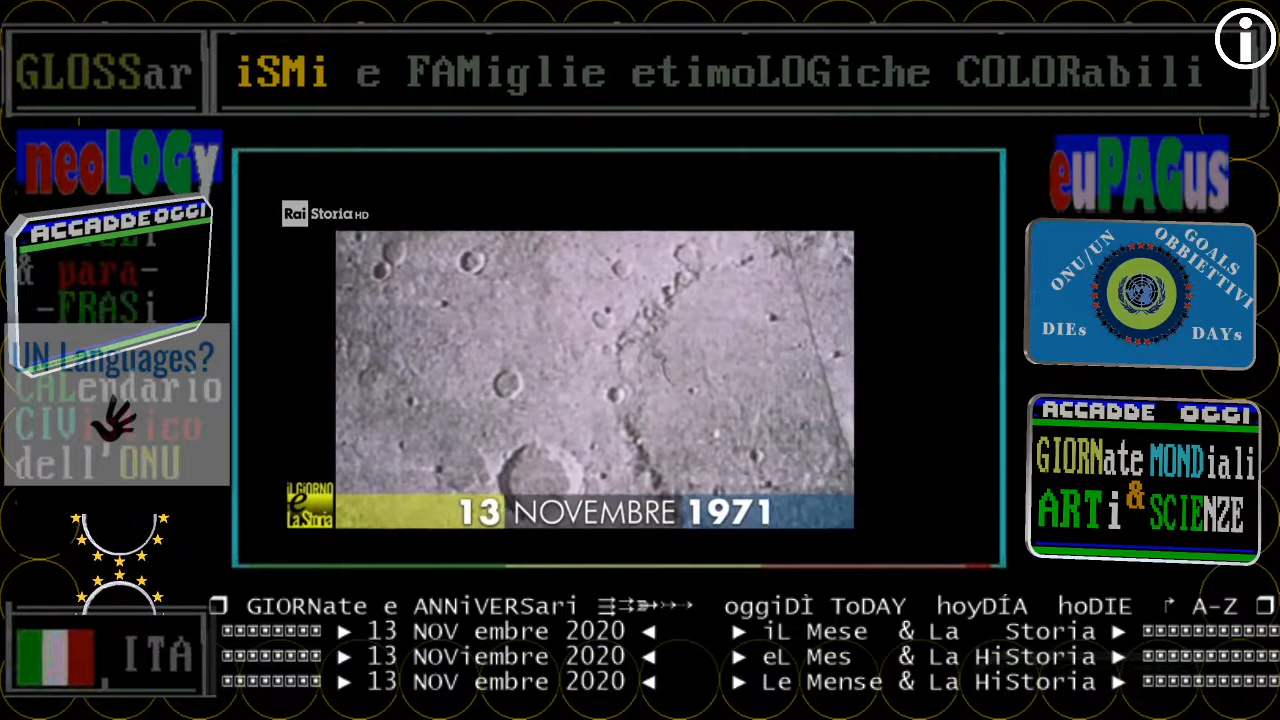 GLOSSar
iSMi e FAMiglie etimoLOGiche COLORabili
neoLOGy
ACCADDE OGGI
& para-
-FRASi
UN Languages?
CALendario
dell'ONU
ITA
Rai Storia HD
iL GiORNO
e
La Storia
13 NOVEMBRE 1971
euPAGus
ONU/UN
GOALS
OBBIETTIVI
DIEs
DAYs
ACCADDE OGGI
GIORNate MONDiali
ARTi & SCIENZE
GIORNate e ANNiVERSari oggiDÌ ToDAY hoyDÍA hoDIE A-Z
13 NOV embre 2020 iL Mese & La Storia
13 NOViembre 2020 eL Mes & La HiStoria
13 NOV embre 2020 Le Mense & La HiStoria